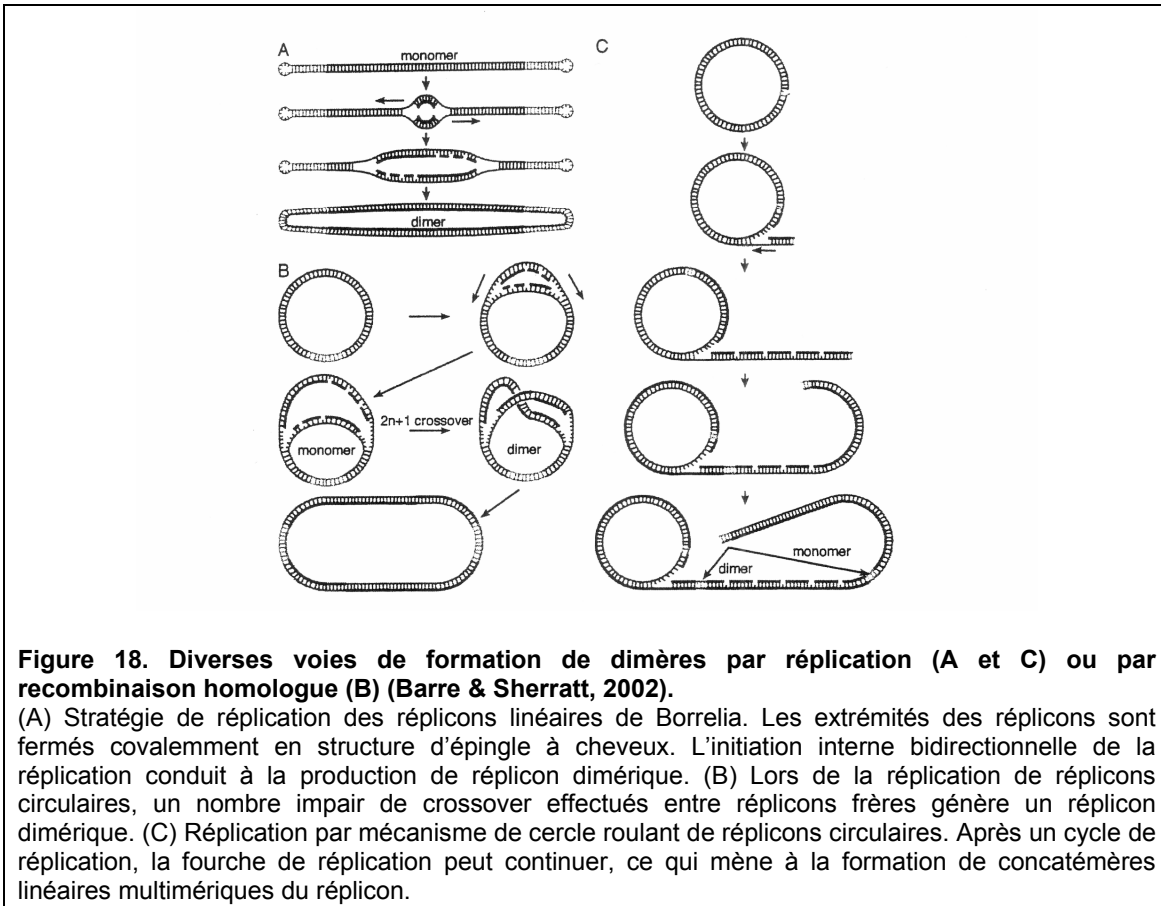 A
monomer
dimer
B
2n+1 crossover
monomer
dimer
C
monomer
dimer
Figure 18. Diverses voies de formation de dimères par réplication (A et C) ou par
recombinaison homologue (B) (Barre & Sherratt, 2002).
(A) Stratégie de réplication des réplicons linéaires de Borrelia. Les extrémités des réplicons sont
fermés covalemment en structure d'épingle à cheveux. L'initiation interne bidirectionnelle de la
réplication conduit à la production de réplicon dimérique. (B) Lors de la réplication de réplicons
circulaires, un nombre impair de crossover effectués entre réplicons frères génère un réplicon
dimérique. (C) Réplication par mécanisme de cercle roulant de réplicons circulaires. Après un cycle de
réplication, la fourche de réplication peut continuer, ce qui mène à la formation de concatémères
linéaires multimériques du réplicon.